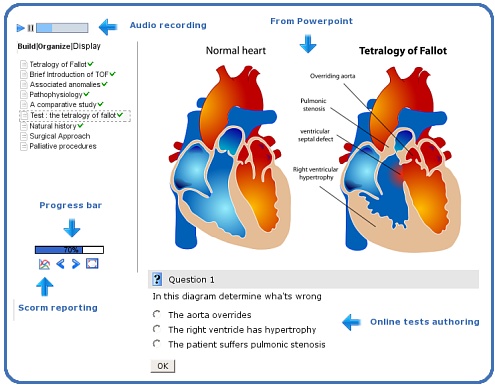 Audio recording
From Powerpoint
Build|Organize|Display
Tetralogy of Fallot
Brief Introduction of TOF
Associated anomalies
Pathophysiology
A comparative study
Test : the tetralogy of fallot
Natural history
Surgical Approach
Palliative procedures
Normal heart
Tetralogy of Fallot
Overriding aorta
Pulmonic
stenosis
ventricular
septal defect
Right ventricular
hypertrophy
Progress bar
70%
Scorm reporting
? Question 1
In this diagram determine wha'ts wrong
The aorta overrides
The right ventricle has hypertrophy
The patient suffers pulmonic stenosis
Online tests authoring
OK